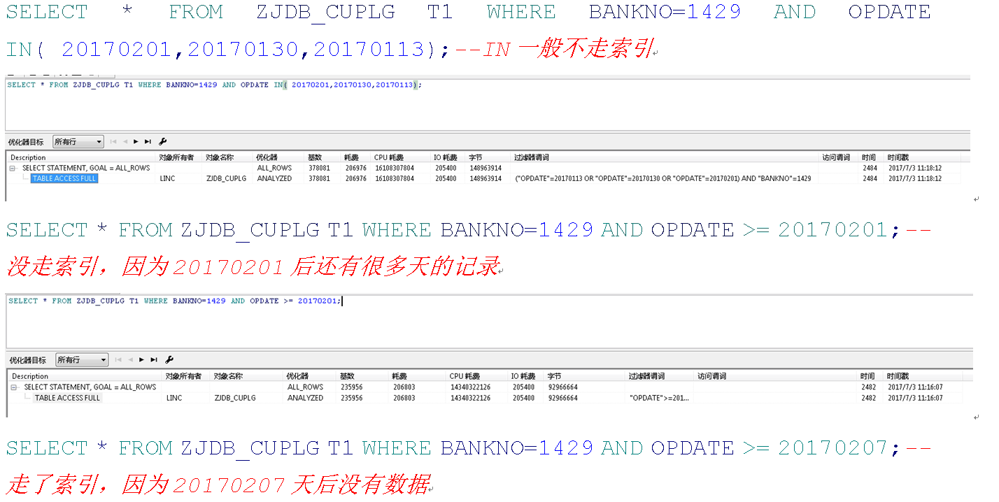 SELECT * FROM ZJDB_CUPLG T1 WHERE BANKNO=1429 AND OPDATE
IN( 20170201,20170130,20170113);--IN 一般不走索引
SELECT * FROM ZJDB_CUPLG T1 WHERE BANKNO=1429 AND OPDATE IN( 20170201,20170130,20170113);
优化器目标 所有行
Description 对象所有者 对象名称 优化器 基数 耗费 CPU 耗费 IO 耗费 字节 过滤器谓词 访问谓词 时间 时间戳
SELECT STATEMENT, GOAL = ALL_ROWS ALL_ROWS 378081 206976 16108307804 205400 148963914 2484 2017/7/3 11:18:12
TABLE ACCESS FULL LINC ZJDB_CUPLG ANALYZED 378081 206976 16108307804 205400 148963914 ("OPDATE"=20170113 OR "OPDATE"=20170130 OR "OPDATE"=20170201) AND "BANKNO"=1429 2484 2017/7/3 11:18:12
SELECT * FROM ZJDB_CUPLG T1 WHERE BANKNO=1429 AND OPDATE >= 20170201;--
没走索引，因为 20170201 后还有很多天的记录
SELECT * FROM ZJDB_CUPLG T1 WHERE BANKNO=1429 AND OPDATE >= 20170201;
优化器目标 所有行
Description 对象所有者 对象名称 优化器 基数 耗费 CPU 耗费 IO 耗费 字节 过滤器谓词 访问谓词 时间 时间戳
SELECT STATEMENT, GOAL = ALL_ROWS ALL_ROWS 235956 206803 14340322126 205400 92966664 2482 2017/7/3 11:16:07
TABLE ACCESS FULL LINC ZJDB_CUPLG ANALYZED 235956 206803 14340322126 205400 92966664 "OPDATE">=201... 2482 2017/7/3 11:16:07
SELECT * FROM ZJDB_CUPLG T1 WHERE BANKNO=1429 AND OPDATE >= 20170207;--
走了索引，因为 20170207 天后没有数据